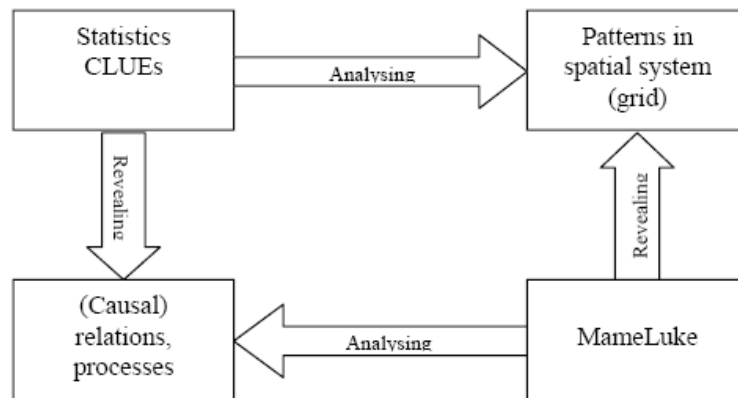 Statistics
CLUEs
Analysing
Patterns in
spatial system
(grid)
Revealing
Revealing
(Causal)
relations,
processes
Analysing
MameLuke